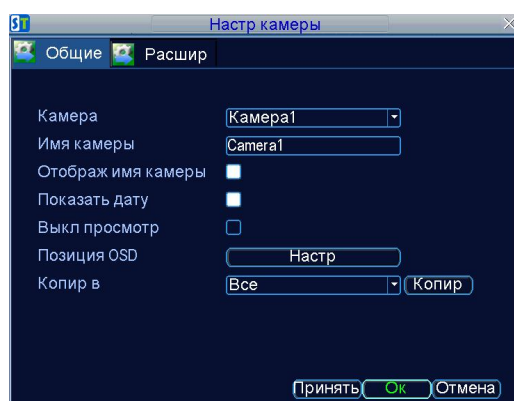 ST Настр камеры
Общие Расшир
Камера Камера1
Имя камеры Camera1
Отображ имя камеры
Показать дату
Выкл просмотр
Позиция OSD Настр
Копир в Все Копир
Принять Ок Отмена